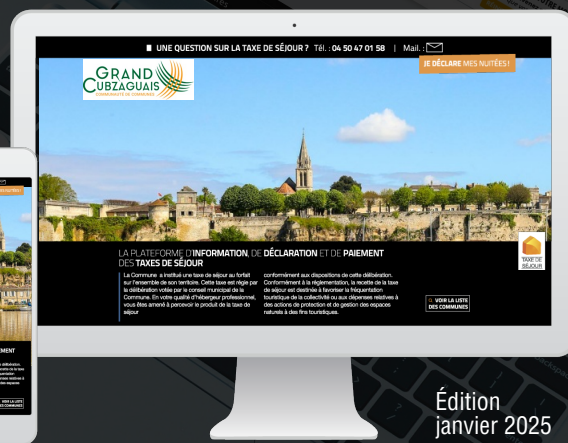 UNE QUESTION SUR LA TAXE DE SÉJOUR ? Tél. : 04 50 47 01 58 | Mail. :
JE DÉCLARE MES NUITÉES !
GRAND
CUBZAGUAIS
COMMUNAUTÉ DE COMMUNES
LA PLATEFORME D'INFORMATION, DE DÉCLARATION ET DE PAIEMENT
DES TAXES DE SÉJOUR
La Commune a institué une taxe de séjour au forfait
sur l'ensemble de son territoire. Cette taxe est régie par
la délibération votée par le conseil municipal de la
Commune. En votre qualité d'hébergeur professionnel,
vous êtes amené à percevoir le produit de la taxe de
séjour
conformément aux dispositions de cette délibération.
Conformément à la réglementation, la recette de la taxe
de séjour est destinée à favoriser la fréquentation
touristique de la collectivité ou aux dépenses relatives à
des actions de protection et de gestion des espaces
naturels à des fins touristiques.
VOIR LA LISTE
DES COMMUNES
TAXE DE
SÉJOUR
Édition
janvier 2025